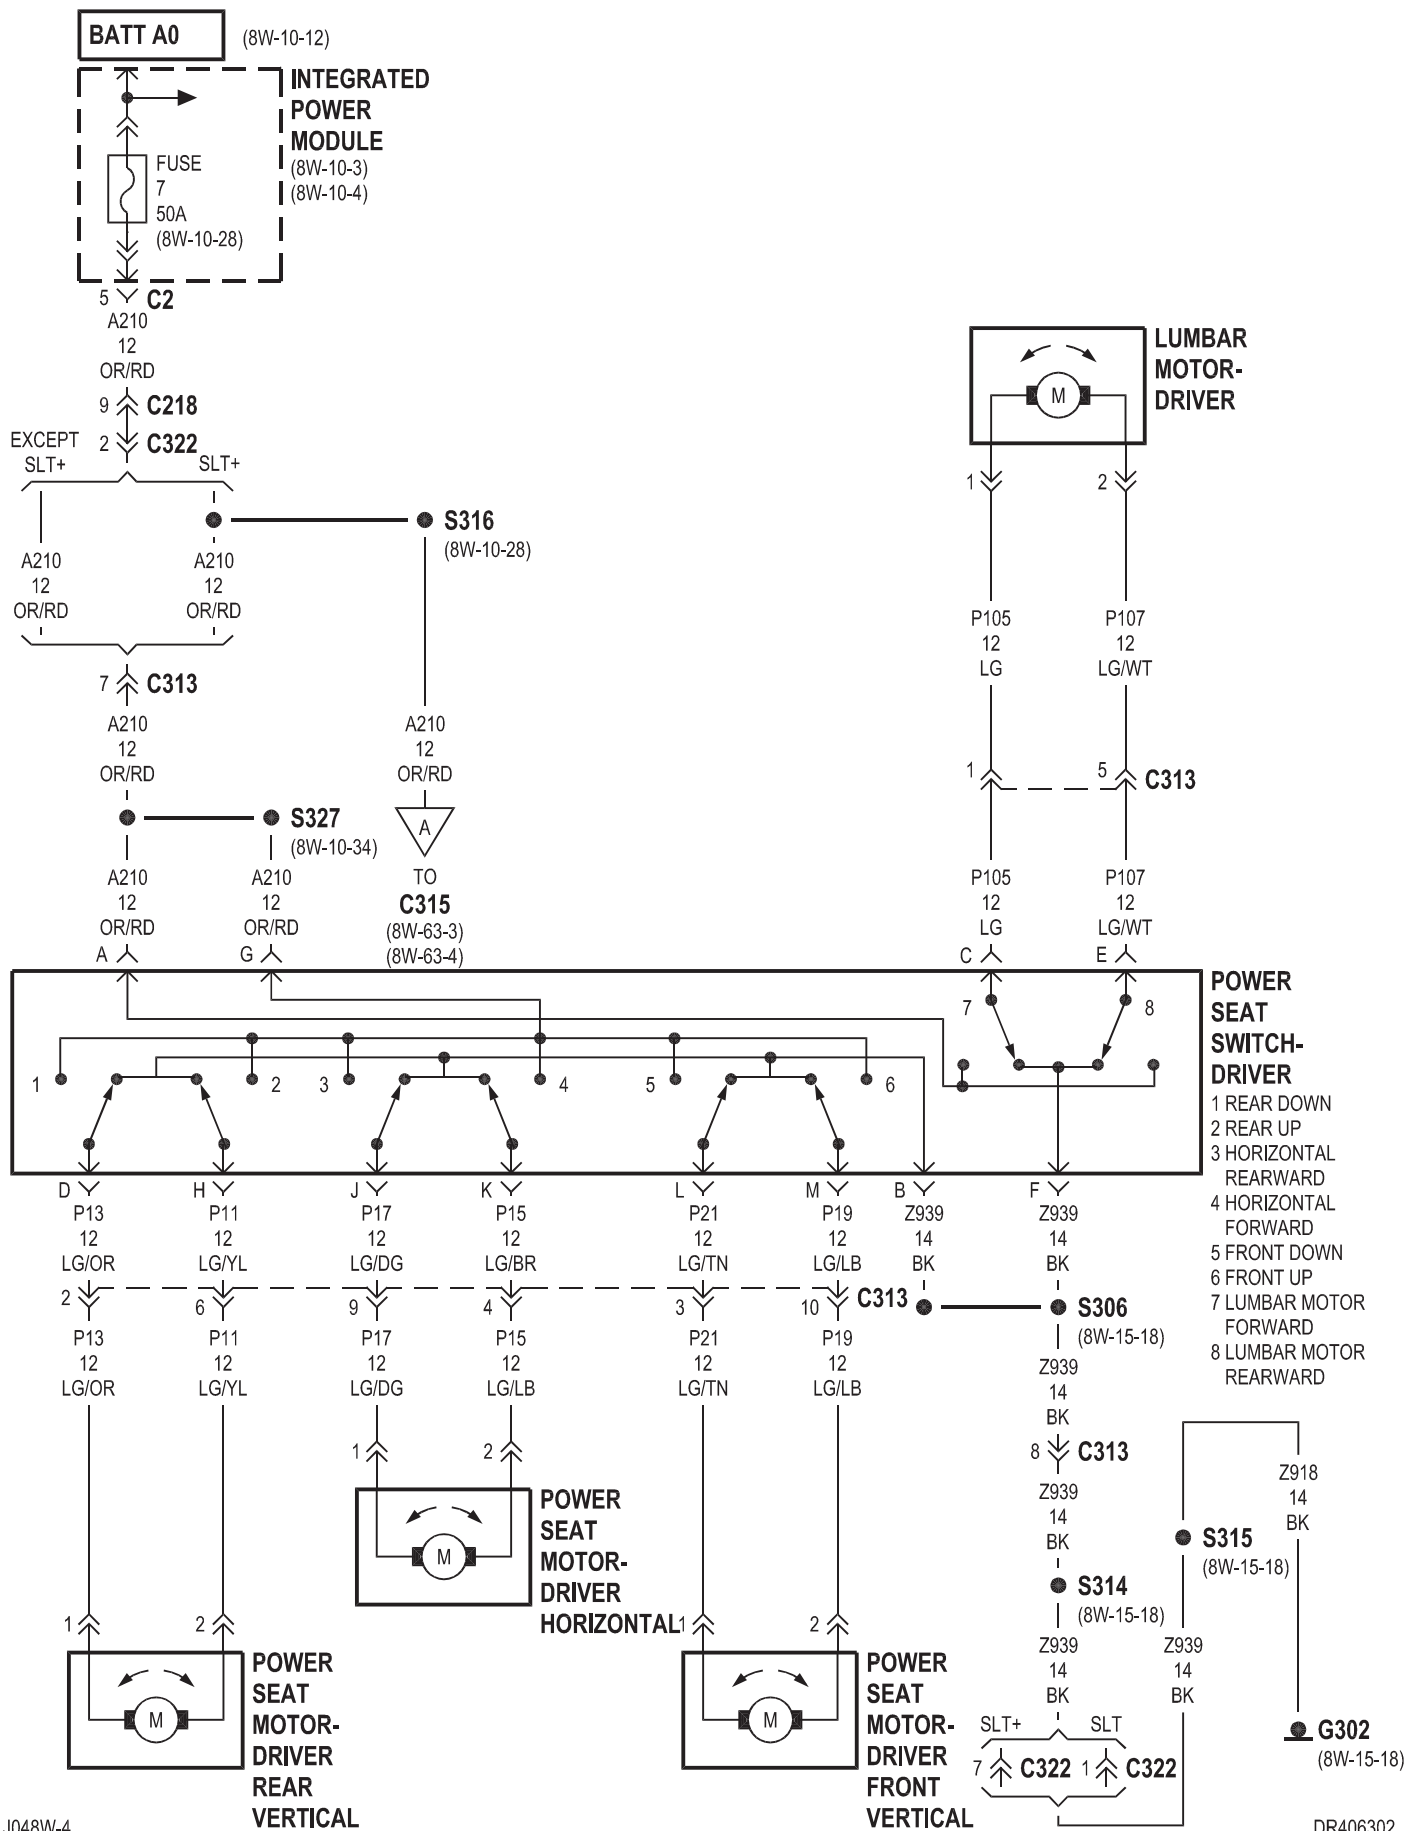 BATT A0
(8W-10-12)
INTEGRATED
POWER
MODULE
(8W-10-3)
(8W-10-4)
FUSE
7
50A
(8W-10-28)
5 C2
A210
12
OR/RD
9 C218
2 C322
EXCEPT
SLT+
SLT+
S316
(8W-10-28)
A210
12
OR/RD
A210
12
OR/RD
7 C313
A210
12
OR/RD
A210
12
OR/RD
S327
(8W-10-34)
A
TO
C315
(8W-63-3)
(8W-63-4)
A210
12
OR/RD
A
A210
12
OR/RD
G
LUMBAR
MOTOR-
DRIVER
M
1
2
P105
12
LG
P107
12
LG/WT
1
5
C313
P105
12
LG
C
P107
12
LG/WT
E
7
8
1
2
3
4
5
6
POWER
SEAT
SWITCH-
DRIVER
1 REAR DOWN
2 REAR UP
3 HORIZONTAL
REARWARD
4 HORIZONTAL
FORWARD
5 FRONT DOWN
6 FRONT UP
7 LUMBAR MOTOR
FORWARD
8 LUMBAR MOTOR
REARWARD
D
P13
12
LG/OR
H
P11
12
LG/YL
J
P17
12
LG/DG
K
P15
12
LG/BR
L
P21
12
LG/TN
M
P19
12
LG/LB
B
Z939
14
BK
F
Z939
14
BK
2
6
9
4
3
10
C313
S306
(8W-15-18)
P13
12
LG/OR
P11
12
LG/YL
P17
12
LG/DG
P15
12
LG/LB
P21
12
LG/TN
P19
12
LG/LB
Z939
14
BK
8 C313
Z939
14
BK
S314
(8W-15-18)
Z939
14
BK
1
2
M
POWER
SEAT
MOTOR-
DRIVER
HORIZONTAL
1
2
M
POWER
SEAT
MOTOR-
DRIVER
REAR
VERTICAL
1
2
M
POWER
SEAT
MOTOR-
DRIVER
FRONT
VERTICAL
SLT+
SLT
7 C322
1 C322
Z918
14
BK
S315
(8W-15-18)
Z939
14
BK
G302
(8W-15-18)
J048W-4
DR406302